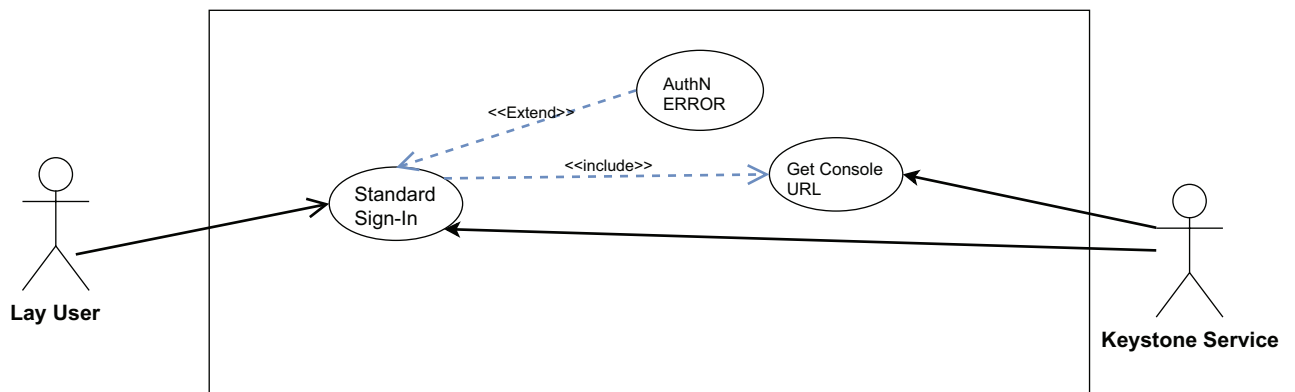 AuthN
ERROR
<<Extend>>
<<include>>
Get Console
URL
Standard
Sign-In
Lay User
Keystone Service